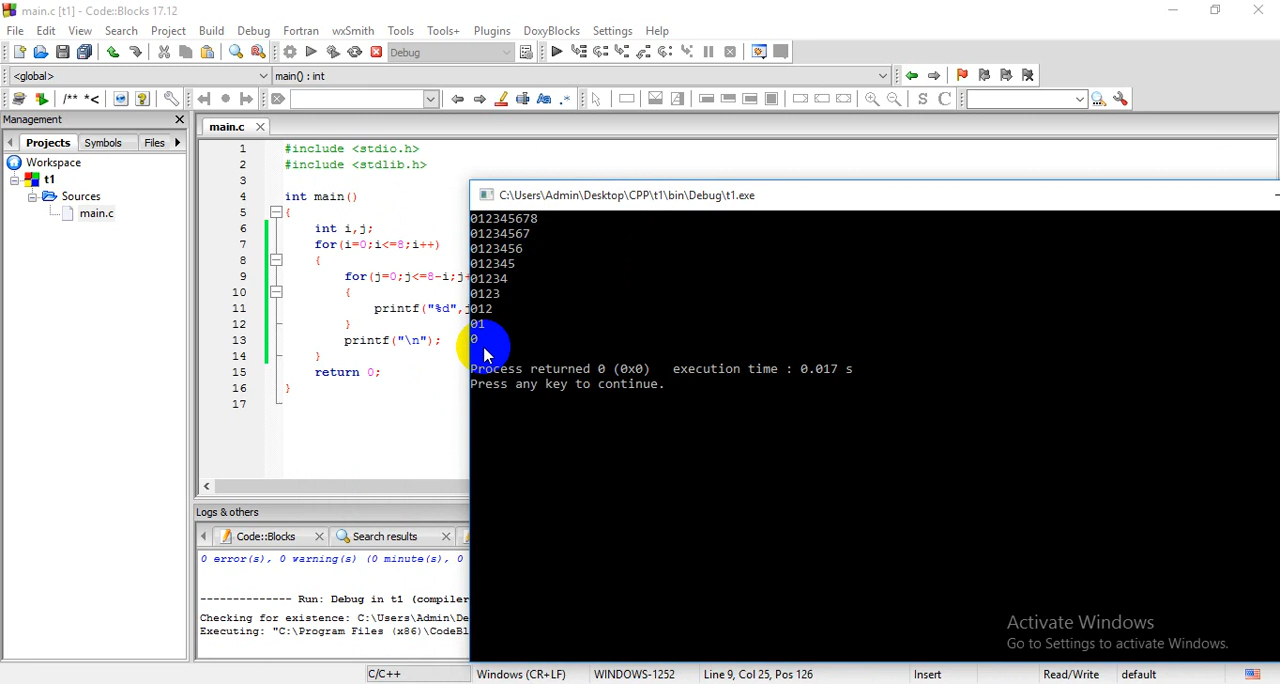 main.c [t1] - Code::Blocks 17.12
File Edit View Search Project Build Debug Fortran wxSmith Tools Tools+ Plugins DoxyBlocks Settings Help
Debug
<global> main() : int
/** *<
Management
main.c
Projects Symbols Files
Workspace
t1
Sources
main.c
1 #include <stdio.h>
2 #include <stdlib.h>
3
4 int main()
5 {
6 int i,j;
7 for(i=0;i<=8;i++)
8 {
9 for(j=0;j<=8-i;j+
10 {
11 printf("%d",j
12 }
13 printf("\n");
14 }
15 return 0;
16 }
17
C:\Users\Admin\Desktop\CPP\t1\bin\Debug\t1.exe
012345678
01234567
0123456
012345
01234
0123
012
01
0
Process returned 0 (0x0) execution time : 0.017 s
Press any key to continue.
Logs & others
Code::Blocks Search results
0 error(s), 0 warning(s) (0 minute(s), 0
-------------- Run: Debug in t1 (compiler
Checking for existence: C:\Users\Admin\De
Executing: "C:\Program Files (x86)\CodeBl
Activate Windows
Go to Settings to activate Windows.
C/C++ Windows (CR+LF) WINDOWS-1252 Line 9, Col 25, Pos 126 Insert Read/Write default